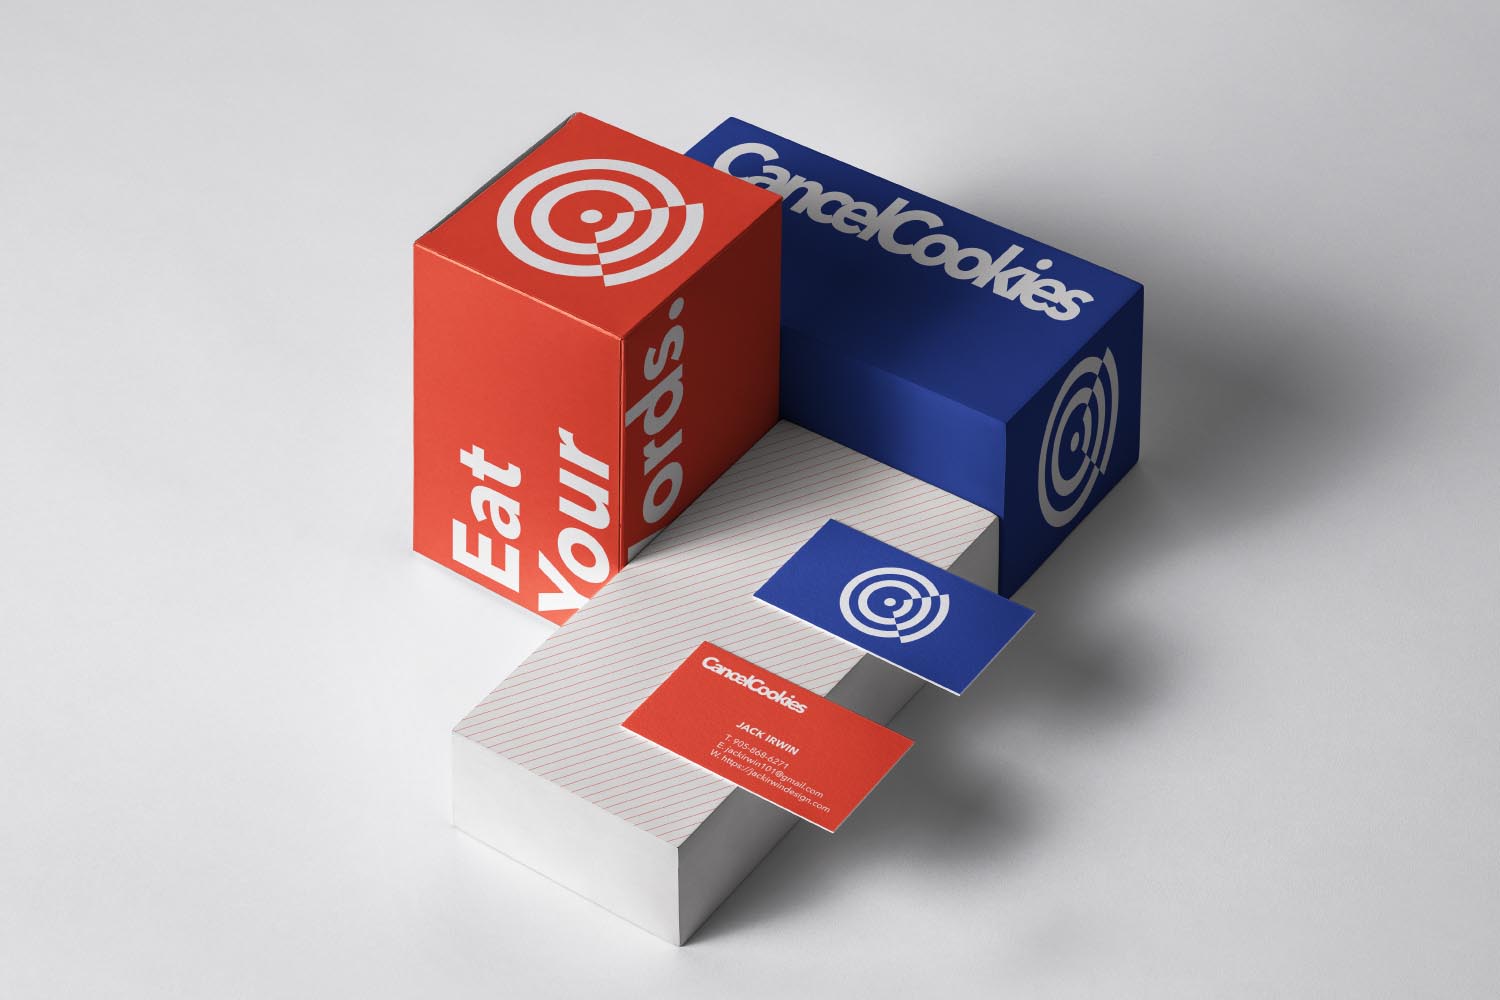 CancelCookies
Eat
Your
ords.
CancelCookies
JACK IRWIN
T. 905-868-6271
E. jackirwin101@gmail.com
W. https://jackirwindesign.com